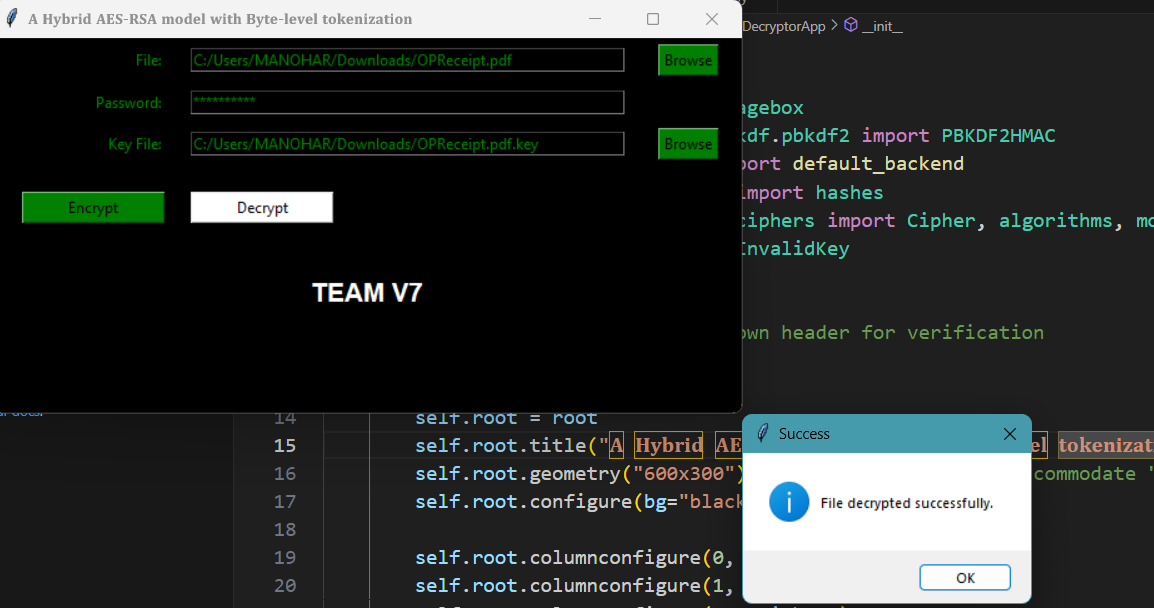 A Hybrid AES-RSA model with Byte-level tokenization
File: C:/Users/MANOHAR/Downloads/OPReceipt.pdf Browse
Password: **********
Key File: C:/Users/MANOHAR/Downloads/OPReceipt.pdf.key Browse
Encrypt Decrypt
TEAM V7
DecryptorApp > __init__
agebox
kdf.pbkdf2 import PBKDF2HMAC
port default_backend
import hashes
ciphers import Cipher, algorithms, mo
InvalidKey
own header for verification
14 self.root = root
15 self.root.title("A Hybrid AE el tokenizati
16 self.root.geometry("600x300") commodate '
17 self.root.configure(bg="black
18
19 self.root.columnconfigure(0,
20 self.root.columnconfigure(1,
Success
File decrypted successfully.
OK